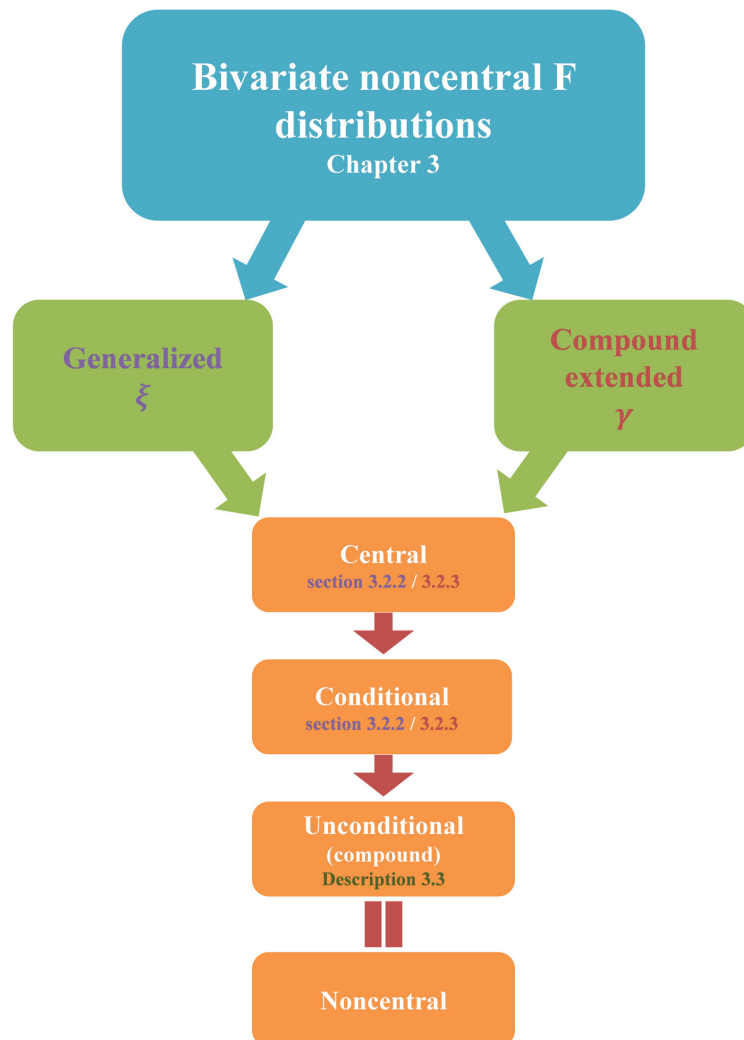 Bivariate noncentral F
distributions
Chapter 3
Generalized
ξ
Compound
extended
γ
Central
section 3.2.2 / 3.2.3
Conditional
section 3.2.2 / 3.2.3
Unconditional
(compound)
Description 3.3
Noncentral